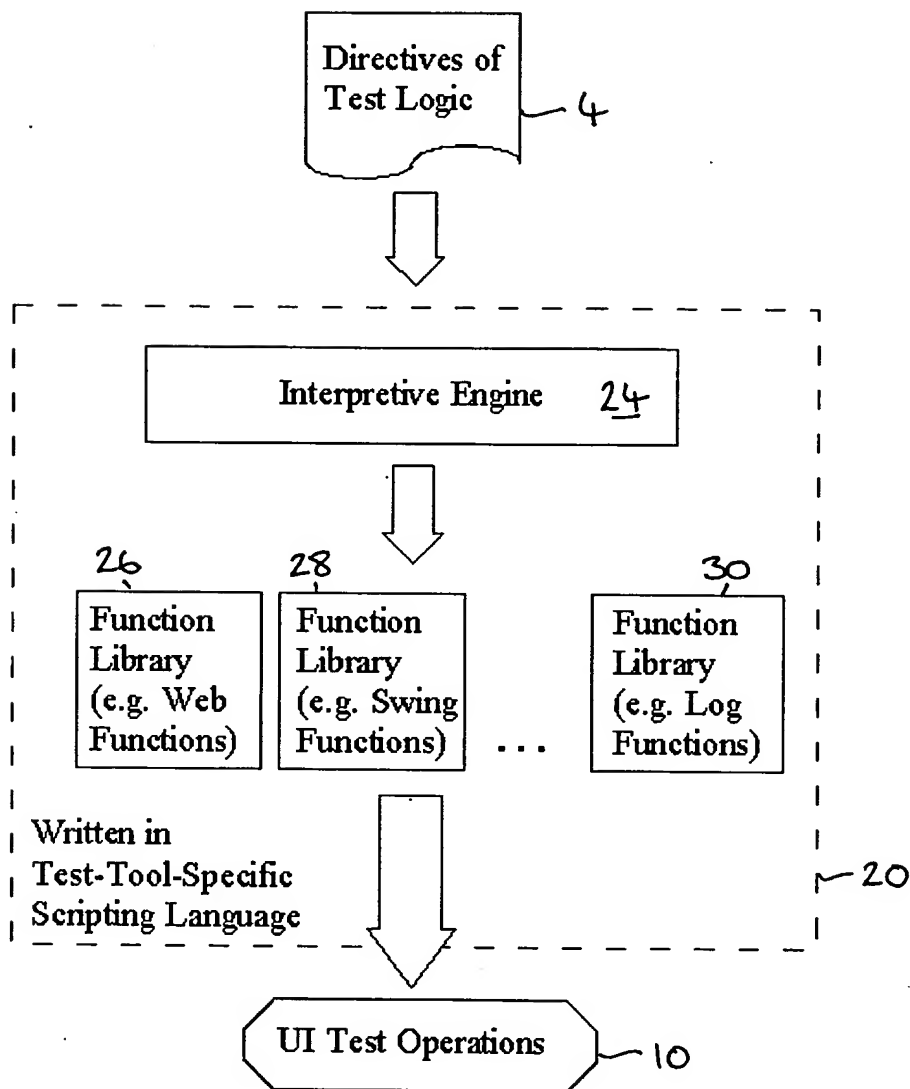 Directives of
Test Logic
4
Interpretive Engine 24
26
28
30
Function
Library
(e.g. Web
Functions)
Function
Library
(e.g. Swing
Functions)
...
Function
Library
(e.g. Log
Functions)
Written in
Test-Tool-Specific
Scripting Language
20
UI Test Operations
10